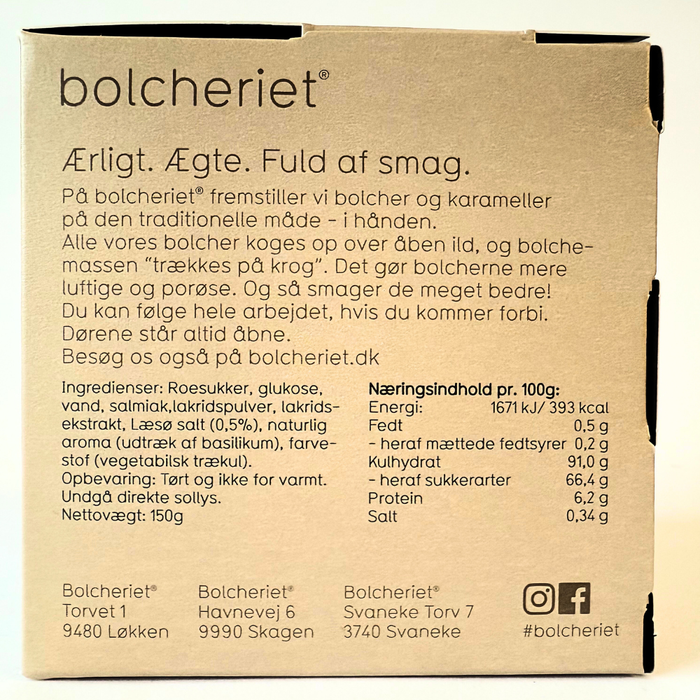 bolcheriet®
Ærligt. Ægte. Fuld af smag.
På bolcheriet® fremstiller vi bolcher og karameller
på den traditionelle måde - i hånden.
Alle vores bolcher koges op over åben ild, og bolche-
massen "trækkes på krog". Det gør bolcherne mere
luftige og porøse. Og så smager de meget bedre!
Du kan følge hele arbejdet, hvis du kommer forbi.
Dørene står altid åbne.
Besøg os også på bolcheriet.dk
Ingredienser: Roesukker, glukose,
vand, salmiak,lakridspulver, lakrids-
ekstrakt, Læsø salt (0,5%), naturlig
aroma (udtræk af basilikum), farve-
stof (vegetabilsk trækul).
Opbevaring: Tørt og ikke for varmt.
Undgå direkte sollys.
Nettovægt: 150g
Næringsindhold pr. 100g:
Energi: 1671 kJ/ 393 kcal
Fedt 0,5 g
- heraf mættede fedtsyrer 0,2 g
Kulhydrat 91,0 g
- heraf sukkerarter 66,4 g
Protein 6,2 g
Salt 0,34 g
Bolcheriet®
Torvet 1
9480 Løkken
Bolcheriet®
Havnevej 6
9990 Skagen
Bolcheriet®
Svaneke Torv 7
3740 Svaneke
#bolcheriet